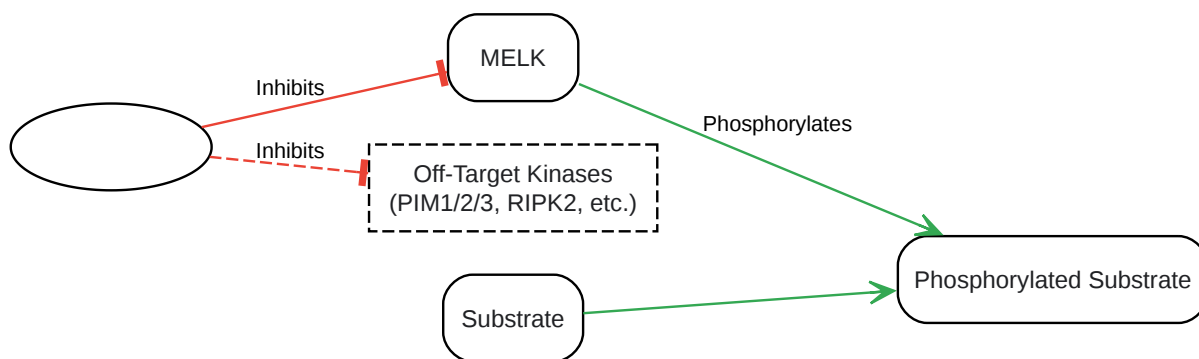 MELK
Inhibits
Phosphorylates
Inhibits
Off-Target Kinases
(PIM1/2/3, RIPK2, etc.)
Phosphorylated Substrate
Substrate